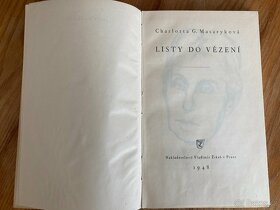 Charlotta G. Masaryková
LISTY DO VĚZENÍ
Nakladatelství Vladimír Žikeš v Praze
1948